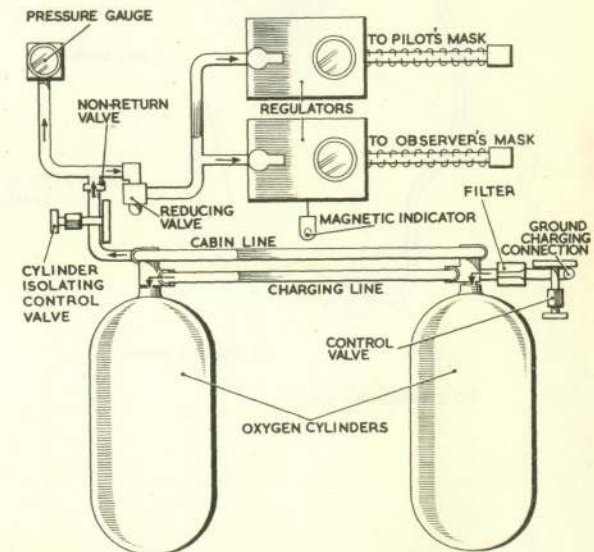 PRESSURE GAUGE
TO PILOT'S MASK
NON-RETURN
VALVE
REGULATORS
TO OBSERVER'S MASK
REDUCING
VALVE
MAGNETIC INDICATOR
FILTER
GROUND
CHARGING
CONNECTION
CABIN LINE
CYLINDER
ISOLATING
CONTROL
VALVE
CHARGING LINE
CONTROL
VALVE
OXYGEN CYLINDERS